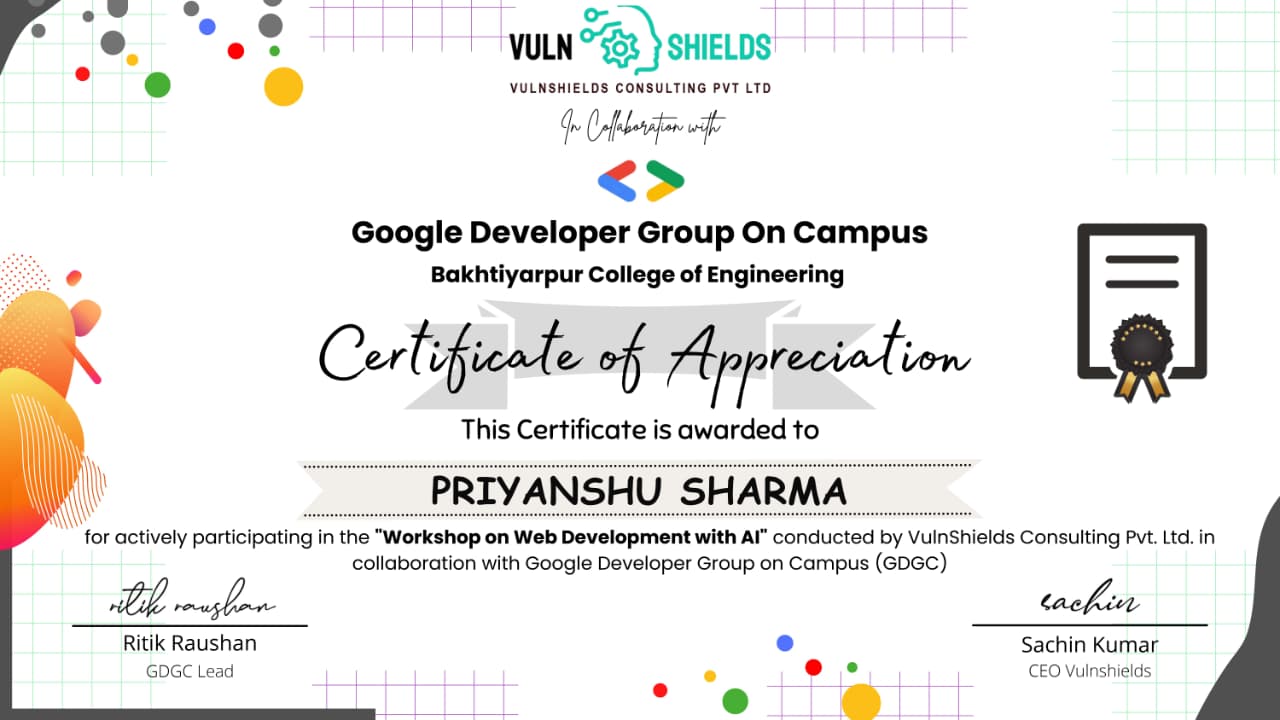 VULN SHIELDS
VULNSHIELDS CONSULTING PVT LTD
In Collaboration with
Google Developer Group On Campus
Bakhtiyarpur College of Engineering
Certificate of Appreciation
This Certificate is awarded to
PRIYANSHU SHARMA
for actively participating in the "Workshop on Web Development with AI" conducted by VulnShields Consulting Pvt. Ltd. in
collaboration with Google Developer Group on Campus (GDGC)
ritik raushan
Ritik Raushan
GDGC Lead
sachin
Sachin Kumar
CEO Vulnshields